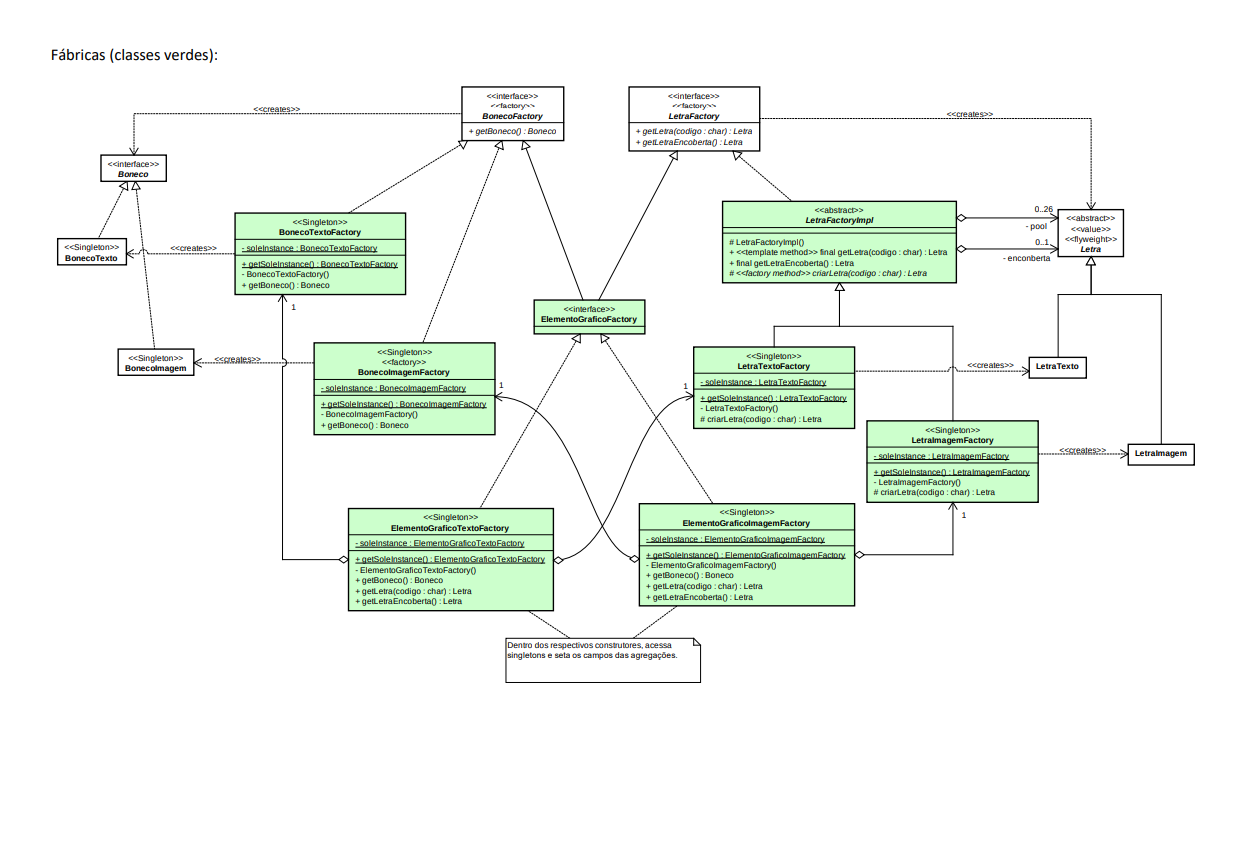 Fábricas (classes verdes):
<<interface>>
<<factory>>
BonecoFactory
+ getBoneco() : Boneco
<<interface>>
<<factory>>
LetraFactory
+ getLetra(codigo : char) : Letra
+ getLetraEncoberta() : Letra
<<creates>>
<<creates>>
<<interface>>
Boneco
<<Singleton>>
BonecoTexto
<<creates>>
<<Singleton>>
BonecoTextoFactory
- soleInstance : BonecoTextoFactory
+ getSoleInstance() : BonecoTextoFactory
- BonecoTextoFactory()
+ getBoneco() : Boneco
1
<<abstract>>
LetraFactoryImpl
# LetraFactoryImpl()
+ <<template method>> final getLetra(codigo : char) : Letra
+ final getLetraEncoberta() : Letra
# <<factory method>> criarLetra(codigo : char) : Letra
0..26
- pool
0..1
- enconberta
<<abstract>>
<<value>>
<<flyweight>>
Letra
<<interface>>
ElementoGraficoFactory
<<Singleton>>
BonecoImagem
<<creates>>
<<Singleton>>
<<factory>>
BonecoImagemFactory
- soleInstance : BonecoImagemFactory
+ getSoleInstance() : BonecoImagemFactory
- BonecoImagemFactory()
+ getBoneco() : Boneco
1
1
<<Singleton>>
LetraTextoFactory
- soleInstance : LetraTextoFactory
+ getSoleInstance() : LetraTextoFactory
- LetraTextoFactory()
# criarLetra(codigo : char) : Letra
<<creates>>
LetraTexto
<<Singleton>>
LetraImagemFactory
- soleInstance : LetraImagemFactory
+ getSoleInstance() : LetraImagemFactory
- LetraImagemFactory()
# criarLetra(codigo : char) : Letra
1
<<creates>>
LetraImagem
<<Singleton>>
ElementoGraficoTextoFactory
- soleInstance : ElementoGraficoTextoFactory
+ getSoleInstance() : ElementoGraficoTextoFactory
- ElementoGraficoTextoFactory()
+ getBoneco() : Boneco
+ getLetra(codigo : char) : Letra
+ getLetraEncoberta() : Letra
<<Singleton>>
ElementoGraficoImagemFactory
- soleInstance : ElementoGraficoImagemFactory
+ getSoleInstance() : ElementoGraficoImagemFactory
- ElementoGraficoImagemFactory()
+ getBoneco() : Boneco
+ getLetra(codigo : char) : Letra
+ getLetraEncoberta() : Letra
Dentro dos respectivos construtores, acessa
singletons e seta os campos das agregações.